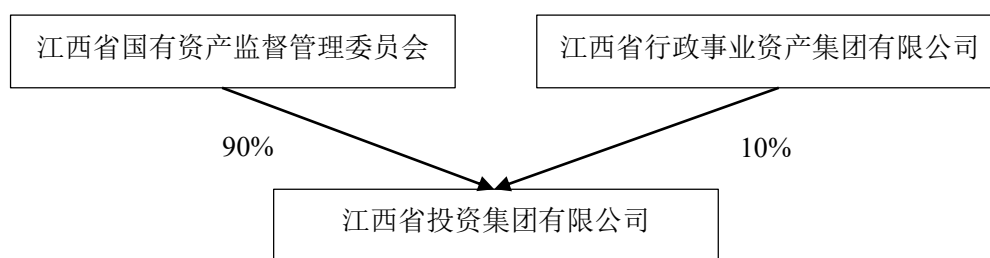 江西省国有资产监督管理委员会
江西省行政事业资产集团有限公司
90%
10%
江西省投资集团有限公司